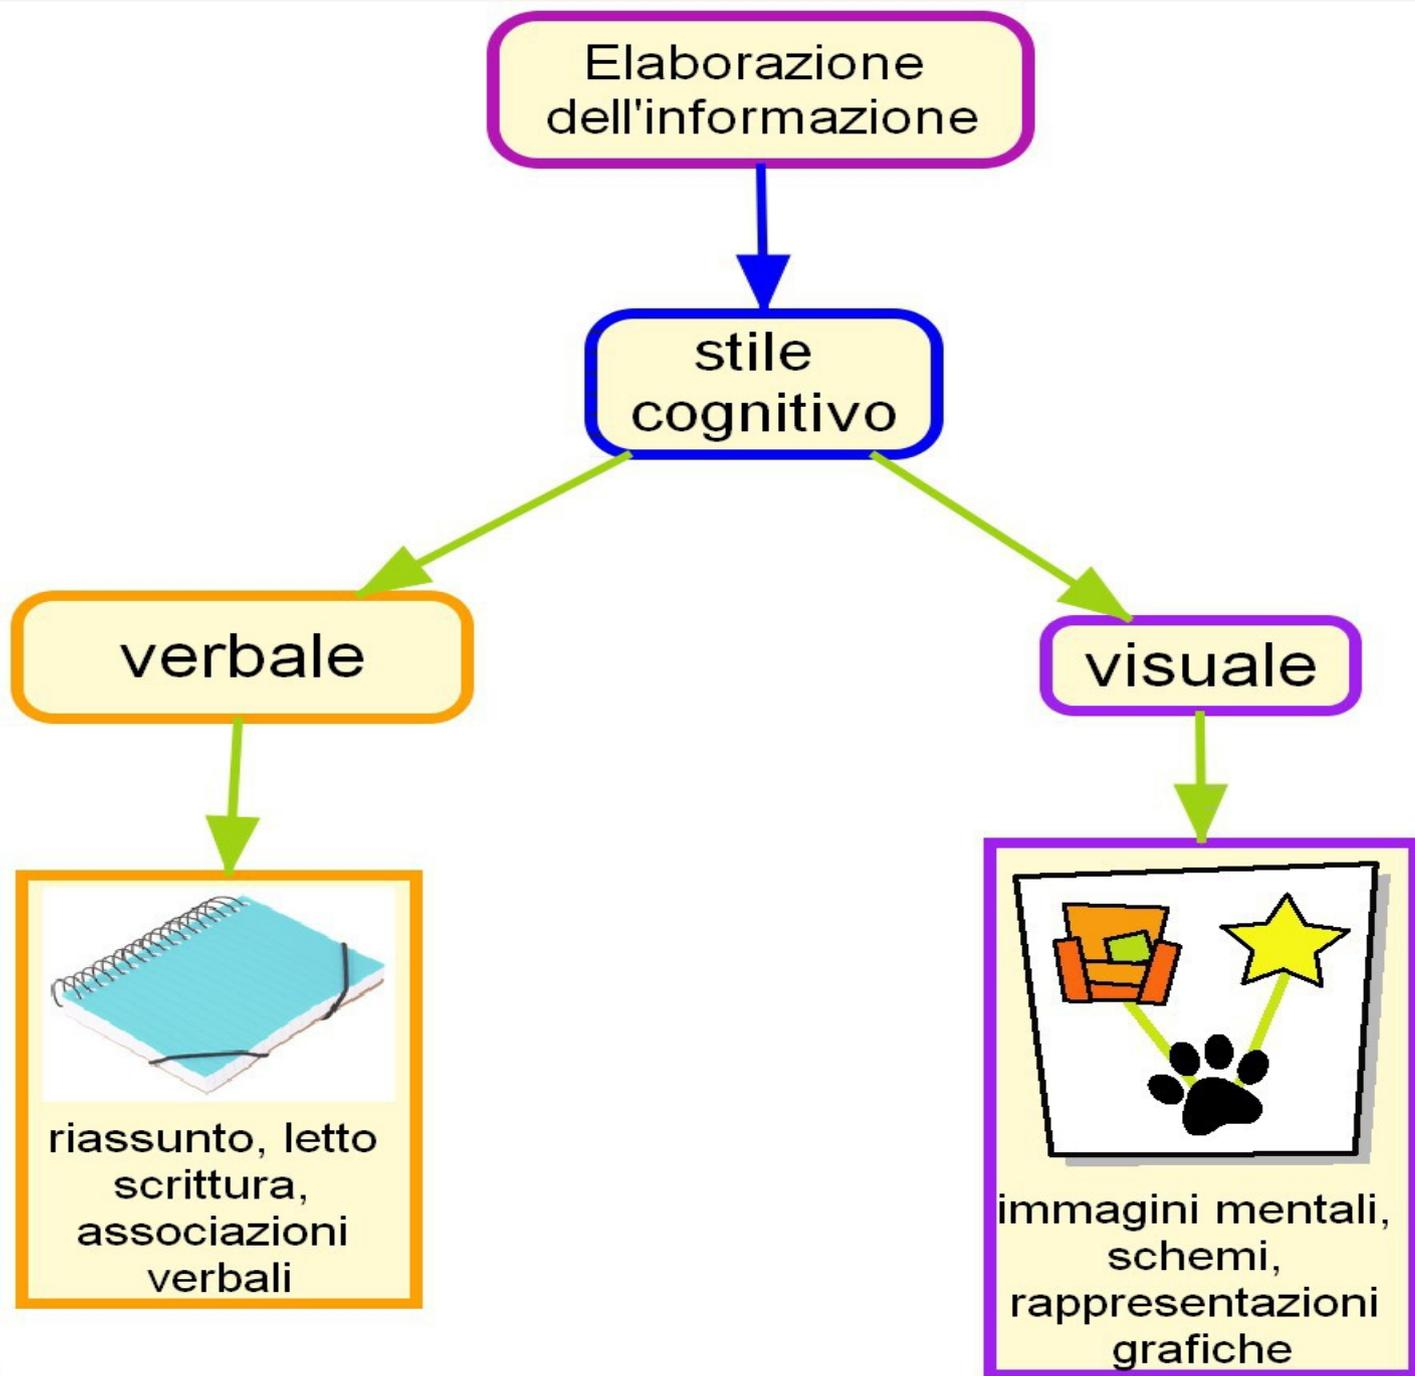 Elaborazione
dell'informazione
stile
cognitivo
verbale
visuale
riassunto, letto
scrittura,
associazioni
verbali
immagini mentali,
schemi,
rappresentazioni
grafiche